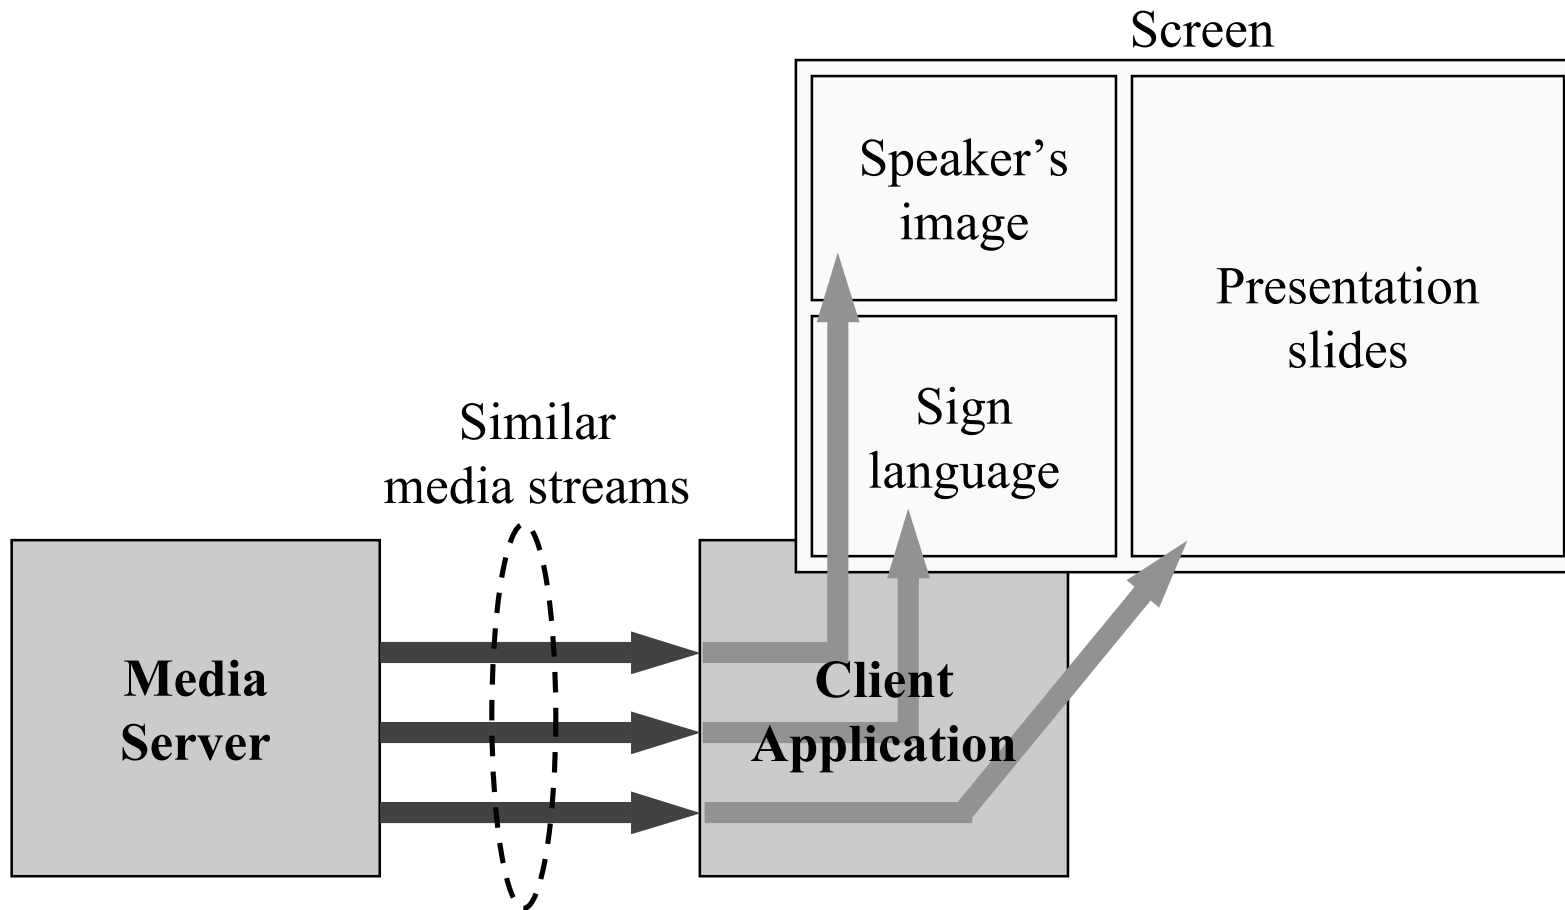 Screen
Speaker’s
image
Presentation
slides
Sign
language
Similar
media streams
Media
Server
Client
Application